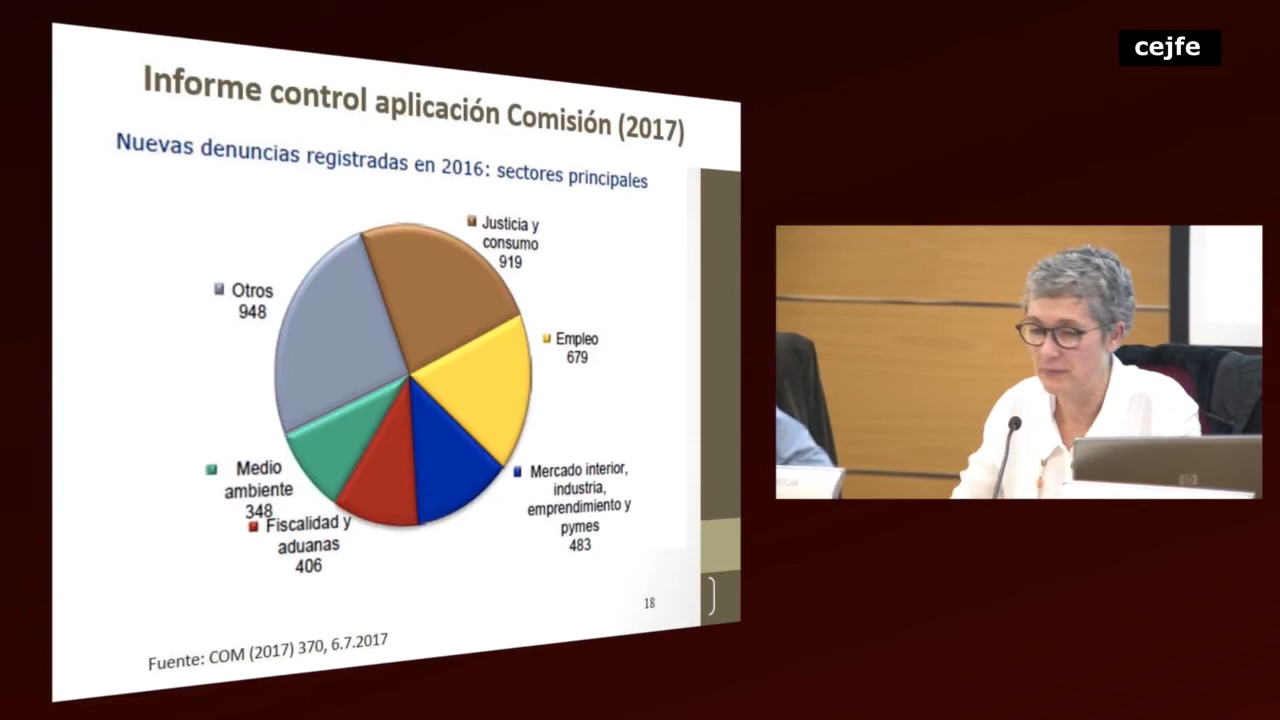 cejfe
Informe control aplicación Comisión (2017)
Nuevas denuncias registradas en 2016: sectores principales
Justicia y
consumo
919
Otros
948
Empleo
679
Medio
ambiente
348
Mercado interior,
industria,
emprendimiento y
pymes
483
Fiscalidad y
aduanas
406
18
Fuente: COM (2017) 370, 6.7.2017
hp